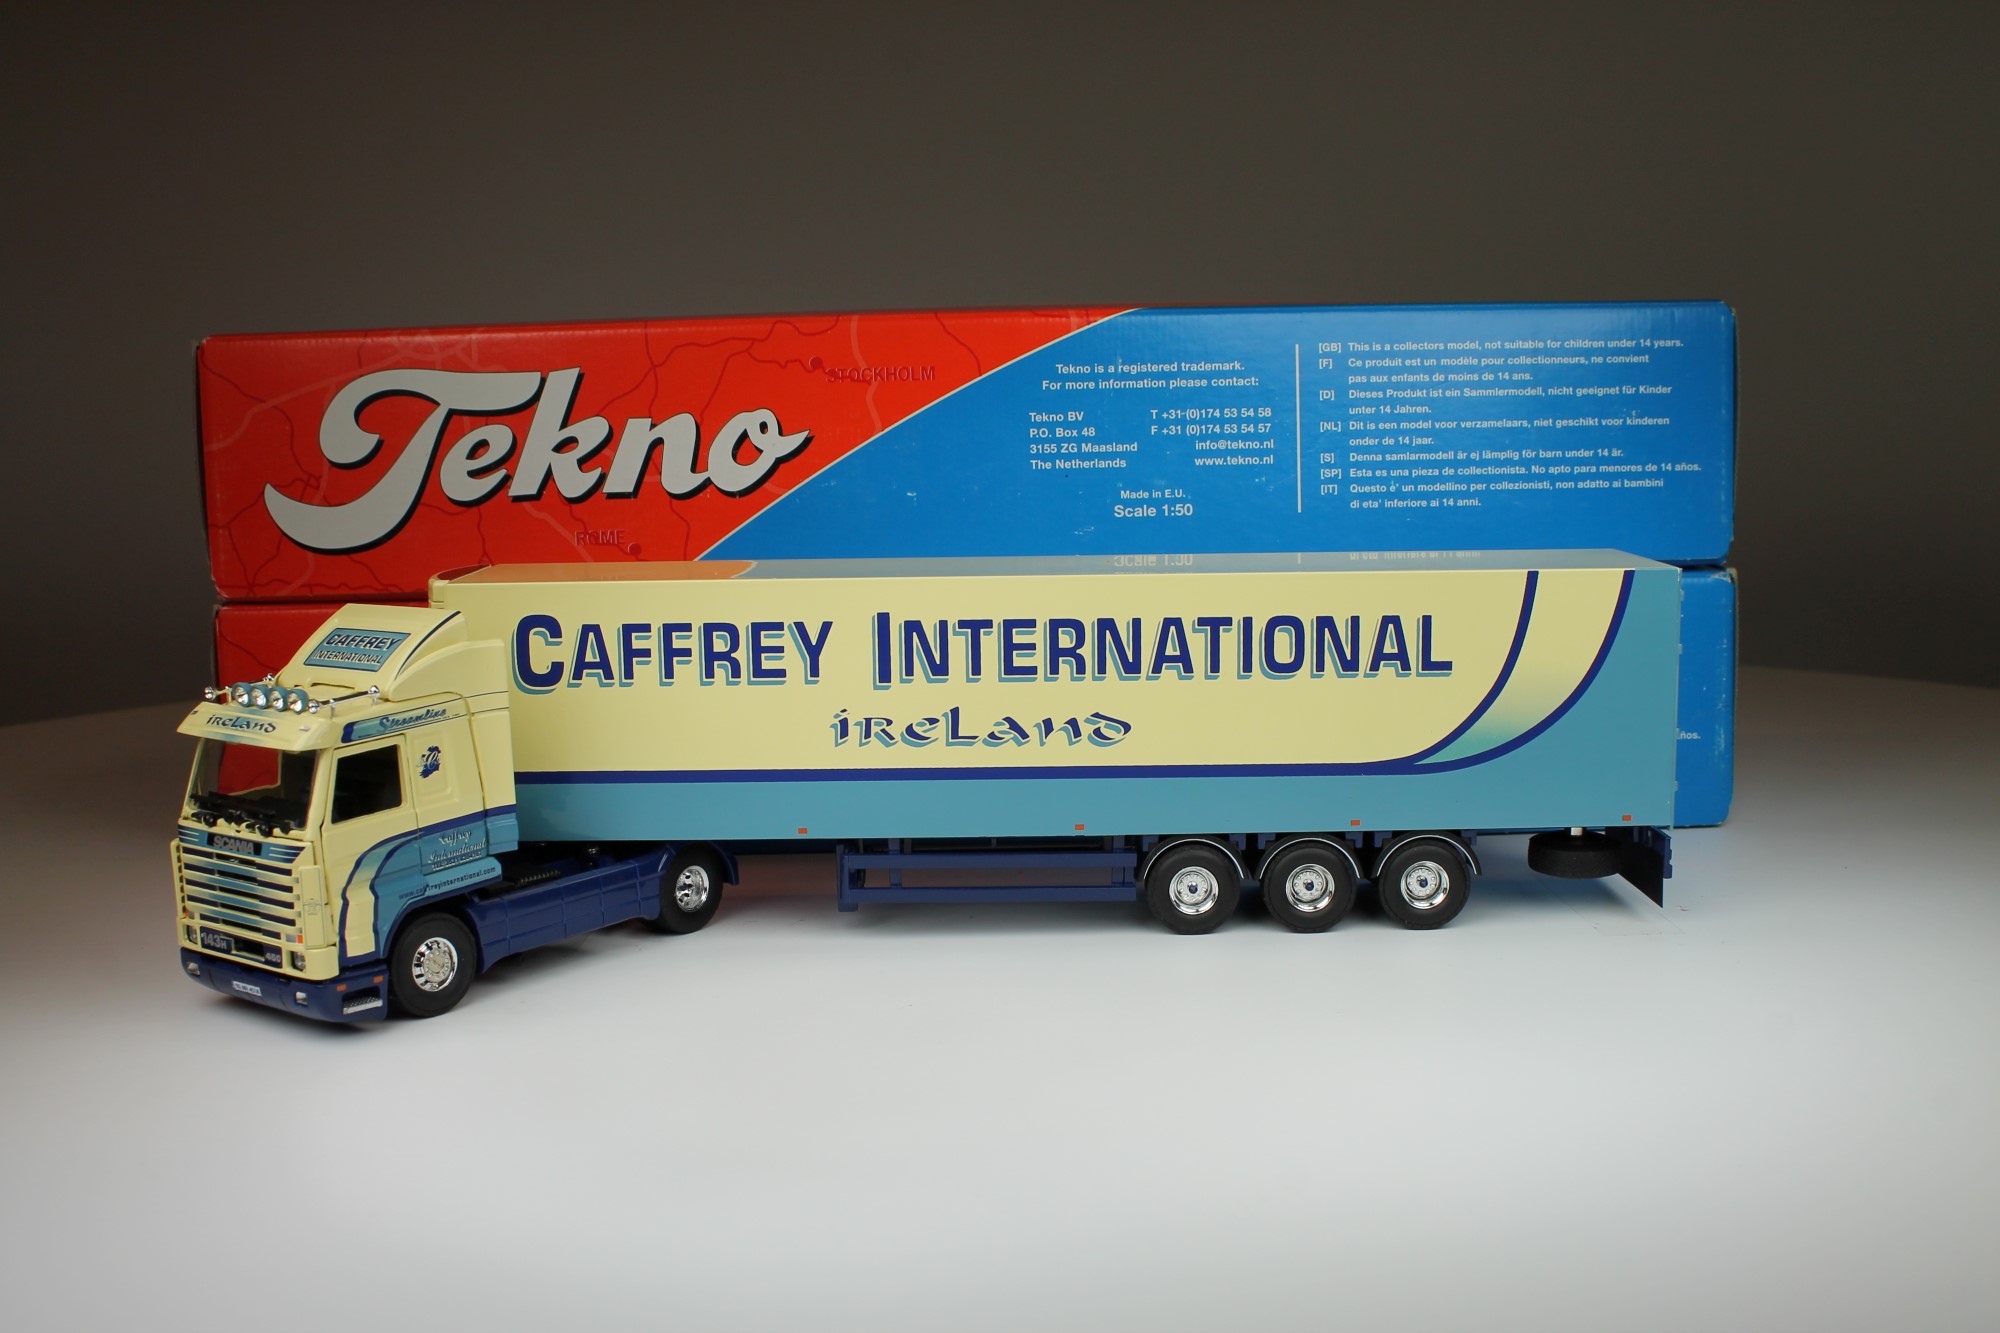 Tekno
STOCKHOLM
ROME
Tekno is a registered trademark.
For more information please contact:
Tekno BV
P.O. Box 48
3155 ZG Maasland
The Netherlands
T +31 (0)174 53 54 58
F +31 (0)174 53 54 57
info@tekno.nl
www.tekno.nl
Made in E.U.
Scale 1:50
[GB] This is a collectors model, not suitable for children under 14 years.
[F] Ce produit est un modèle pour collectionneurs, ne convient
pas aux enfants de moins de 14 ans.
[D] Dieses Produkt ist ein Sammlermodell, nicht geeignet für Kinder
unter 14 Jahren.
[NL] Dit is een model voor verzamelaars, niet geschikt voor kinderen
onder de 14 jaar.
[S] Denna samlarmodell är ej lämplig för barn under 14 år.
[SP] Esta es una pieza de collectionista. No apto para menores de 14 años.
[IT] Questo è' un modellino per collezionisti, non adatto ai bambini
di eta' inferiore ai 14 anni.
CAFFREY INTERNATIONAL
ireland
CAFFREY
INTERNATIONAL
ireland
Streamline
Caffrey
International
www.caffreyinternational.com
SCANIA
143H
años.